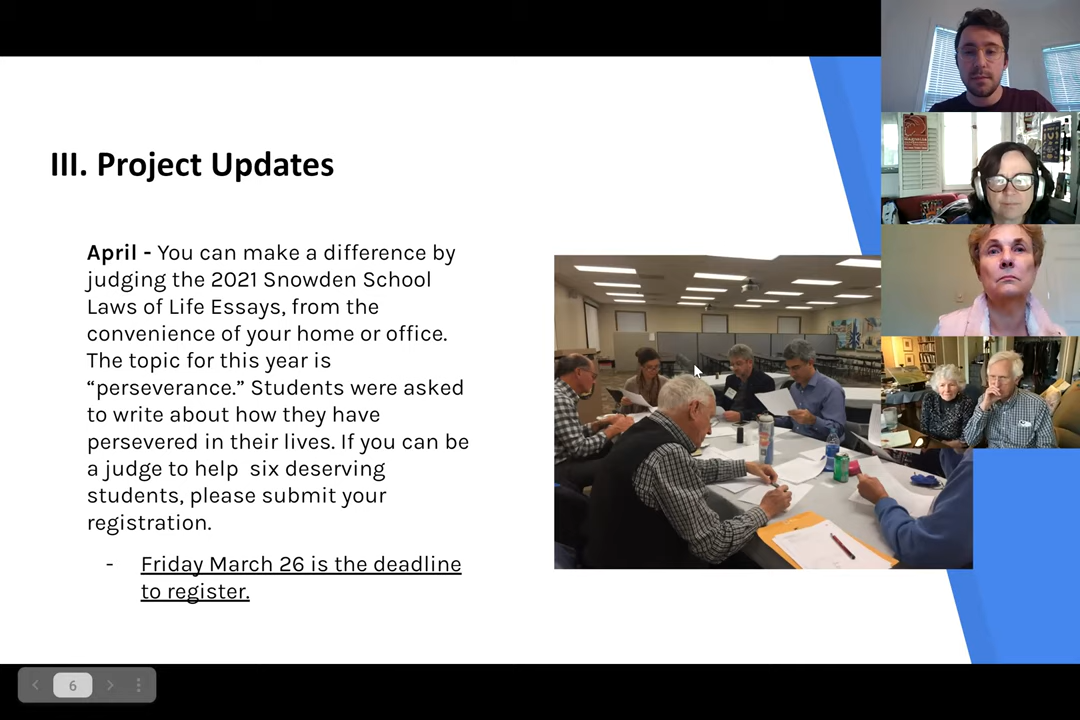 III. Project Updates
April - You can make a difference by
judging the 2021 Snowden School
Laws of Life Essays, from the
convenience of your home or office.
The topic for this year is
“perseverance.” Students were asked
to write about how they have
persevered in their lives. If you can be
a judge to help  six deserving
students, please submit your
registration.
- Friday March 26 is the deadline
to register.
6